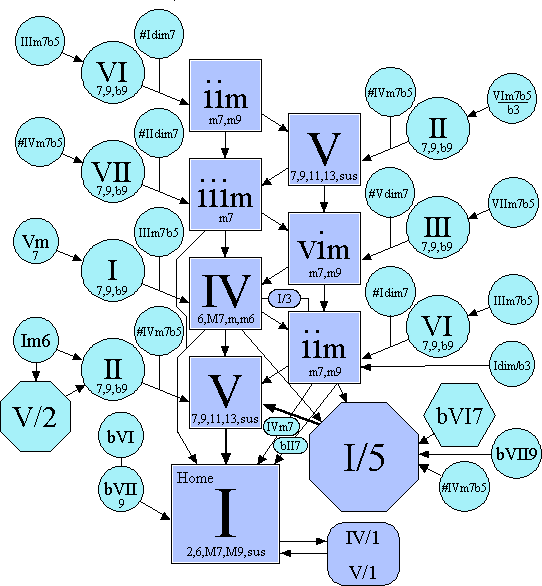 IIIm7b5
#Idim7
VI
7,9,b9
iim
m7,m9
#IVm7b5
II
7,9,b9
VIm7b5
b3
#IVm7b5
#IIdim7
VII
7,9,b9
V
7,9,11,13,sus
iiim
m7
#Vdim7
III
7,9,b9
VIIm7b5
Vm
7
IIIm7b5
I
7,9,b9
vim
m7,m9
IV
6,M7,m,m6
I/3
#Idim7
VI
7,9,b9
IIIm7b5
Im6
#IVm7b5
II
7,9,b9
iim
m7,m9
Idim/b3
V/2
V
7,9,11,13,sus
bVI
IVm7
bII7
I/5
bVI7
bVII9
#IVm7b5
bVII
9
Home
I
2,6,M7,M9,sus
IV/1
V/1